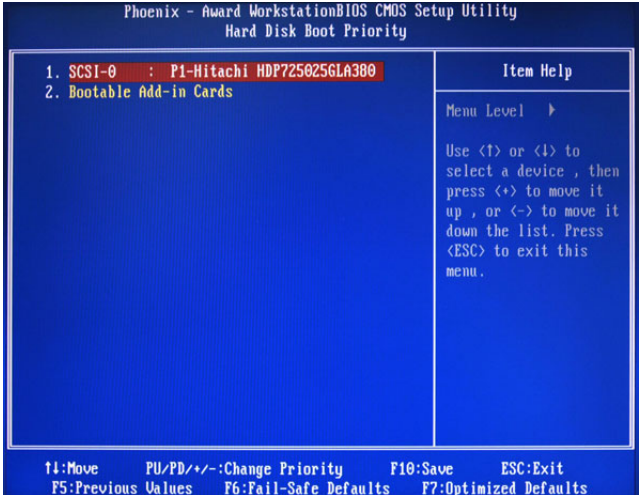 Phoenix - Award WorkstationBIOS CMOS Setup Utility
Hard Disk Boot Priority
1. SCSI-0 : P1-Hitachi HDP725025GLA380
2. Bootable Add-in Cards
Item Help
Menu Level ▶
Use <↑> or <↓> to
select a device , then
press <+> to move it
up , or <-> to move it
down the list. Press
<ESC> to exit this
menu.
↑↓:Move PU/PD/+/-:Change Priority F10:Save ESC:Exit
F5:Previous Values F6:Fail-Safe Defaults F7:Optimized Defaults